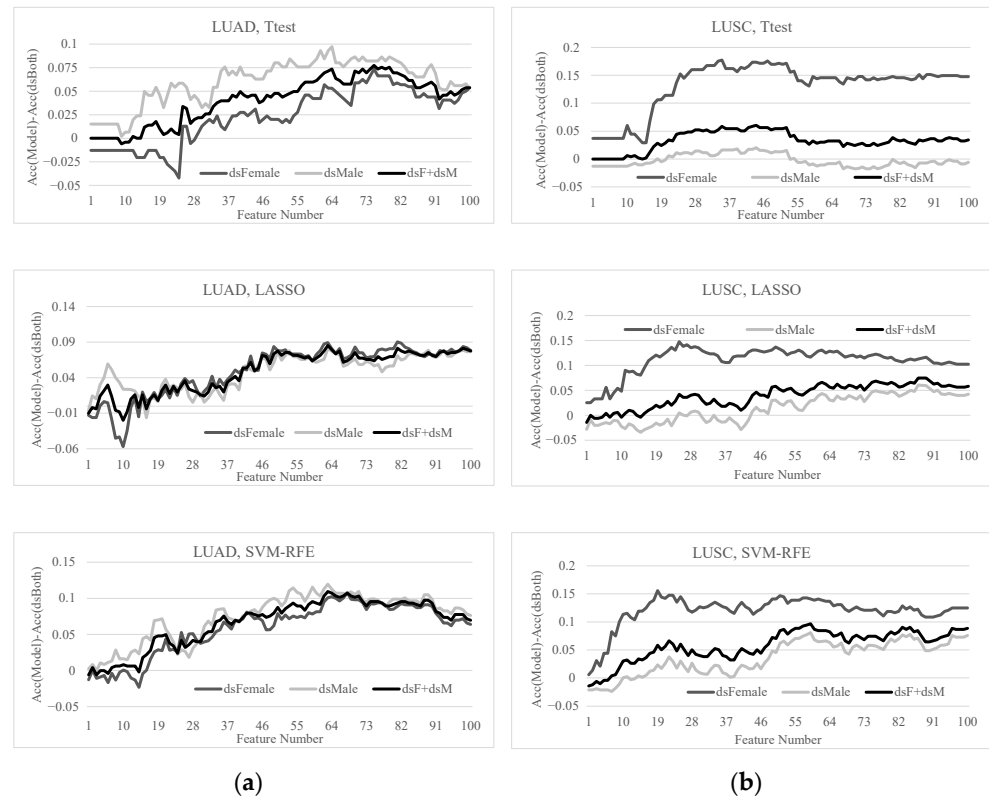 LUAD, Ttest
Acc(Model)-Acc(dsBoth)
0.1
0.075
0.05
0.025
0
−0.025
−0.05
dsFemale dsMale dsF+dsM
1 10 19 28 37 46 55 64 73 82 91 100
Feature Number
LUSC, Ttest
Acc(Model)-Acc(dsBoth)
0.2
0.15
0.1
0.05
0
−0.05
dsFemale dsMale dsF+dsM
1 10 19 28 37 46 55 64 73 82 91 100
Feature Number
LUAD, LASSO
Acc(Model)-Acc(dsBoth)
0.14
0.09
0.04
−0.01
−0.06
dsFemale dsMale dsF+dsM
1 10 19 28 37 46 55 64 73 82 91 100
Feature Number
LUSC, LASSO
Acc(Model)-Acc(dsBoth)
0.2
0.15
0.1
0.05
0
−0.05
dsFemale dsMale dsF+dsM
1 10 19 28 37 46 55 64 73 82 91 100
Feature Number
LUAD, SVM-RFE
Acc(Model)-Acc(dsBoth)
0.15
0.1
0.05
0
−0.05
dsFemale dsMale dsF+dsM
1 10 19 28 37 46 55 64 73 82 91 100
Feature Number
LUSC, SVM-RFE
Acc(Model)-Acc(dsBoth)
0.2
0.15
0.1
0.05
0
−0.05
dsFemale dsMale dsF+dsM
1 10 19 28 37 46 55 64 73 82 91 100
Feature Number
(a)
(b)